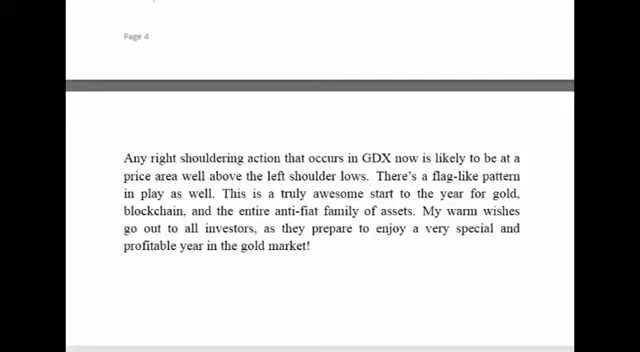 Page 4
Any right shouldering action that occurs in GDX now is likely to be at a
price area well above the left shoulder lows. There's a flag-like pattern
in play as well. This is a truly awesome start to the year for gold,
blockchain, and the entire anti-fiat family of assets. My warm wishes
go out to all investors, as they prepare to enjoy a very special and
profitable year in the gold market!